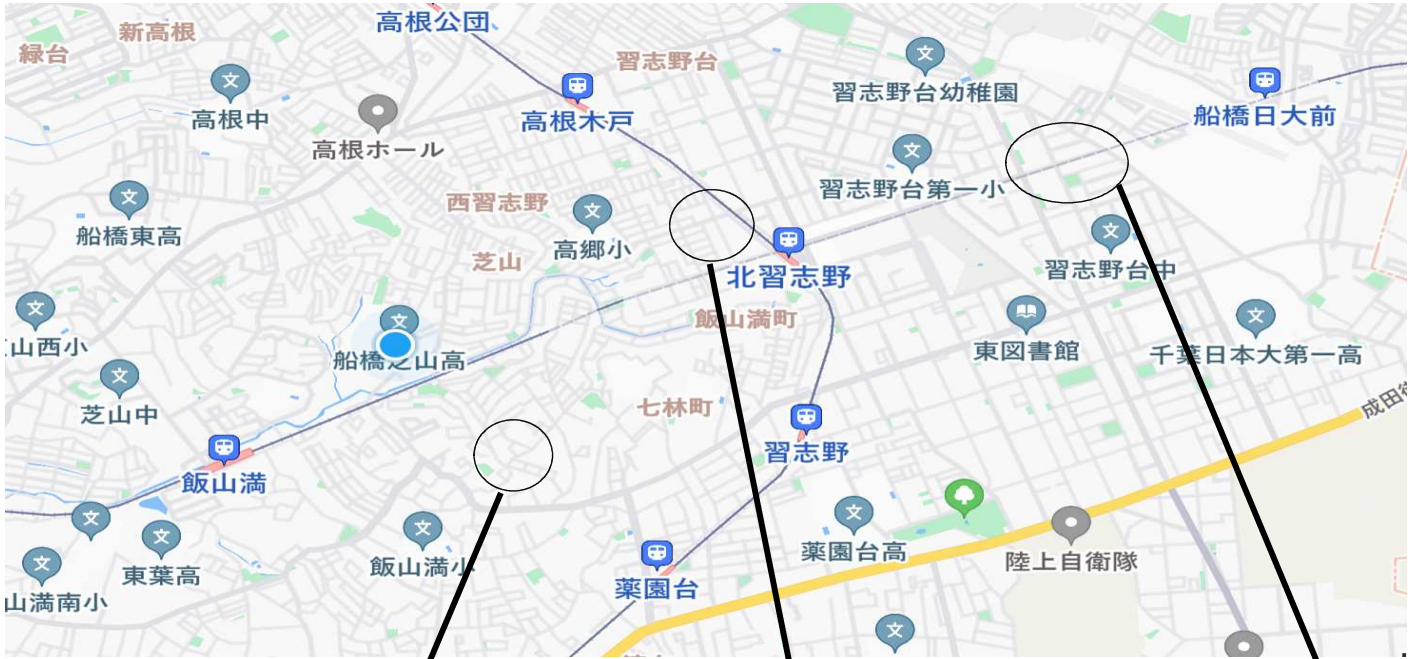 高根公団
新高根
緑台
習志野台
高根中
高根木戸
高根ホール
習志野台幼稚園
船橋日大前
習志野台第一小
船橋東高
西習志野
高郷小
芝山
北習志野
習志野台中
飯山満町
山西小
船橋芝山高
東図書館
千葉日本大第一高
芝山中
七林町
成田街
習志野
飯山満
薬園台高
陸上自衛隊
東葉高
飯山満小
薬園台
山満南小